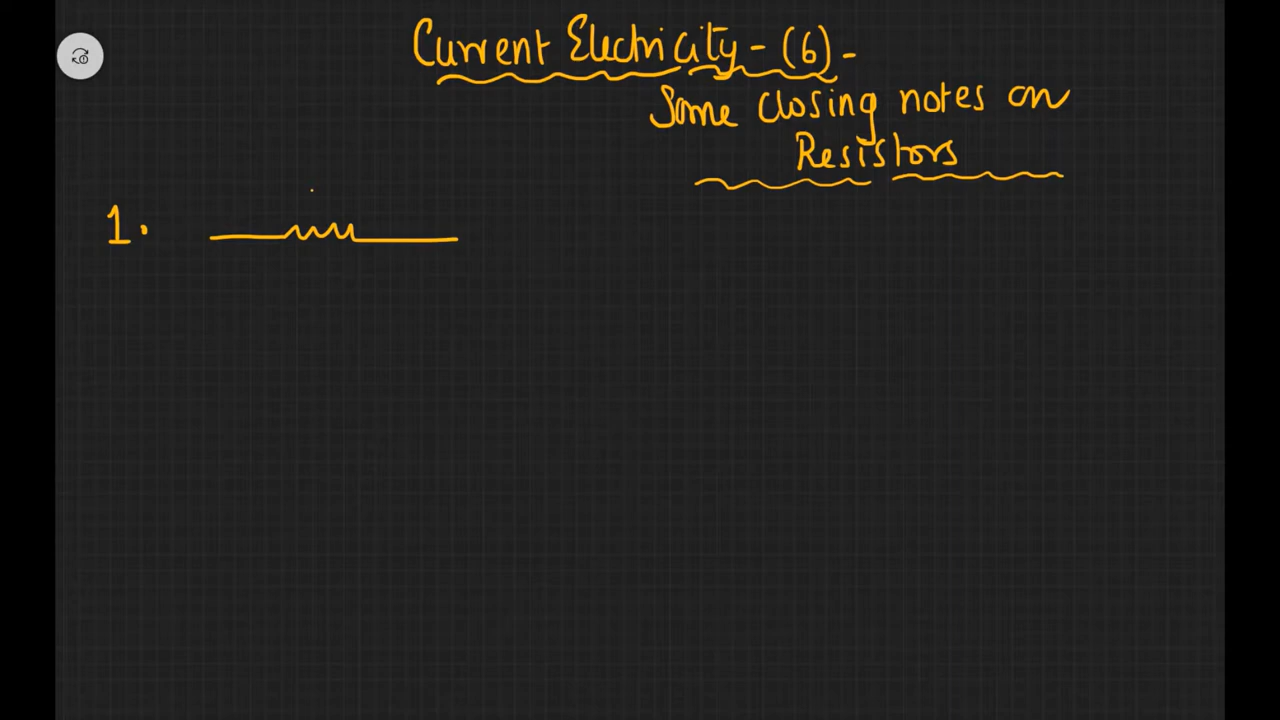 Current Electricity - (6) -
Some closing notes on
Resistors
1.